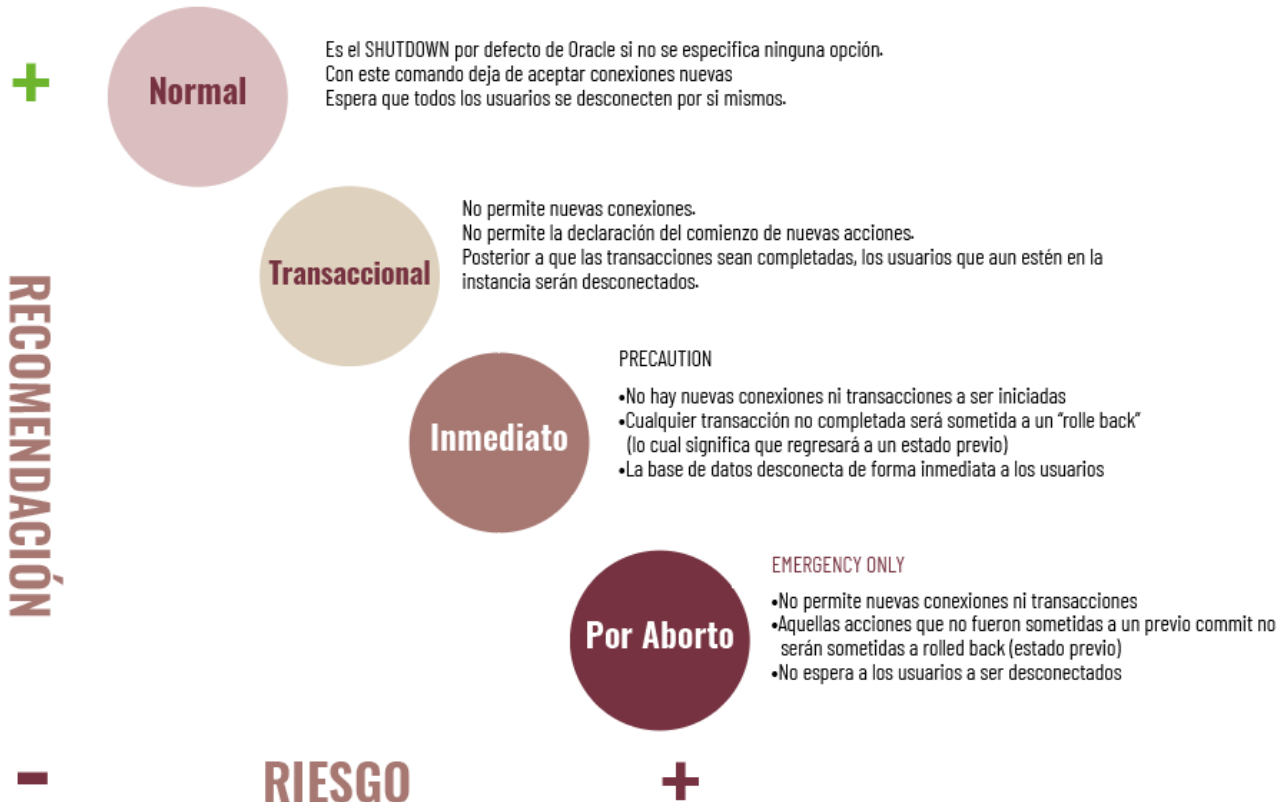 +
Normal
Es el SHUTDOWN por defecto de Oracle si no se especifica ninguna opción.
Con este comando deja de aceptar conexiones nuevas
Espera que todos los usuarios se desconecten por si mismos.
Transaccional
No permite nuevas conexiones.
No permite la declaración del comienzo de nuevas acciones.
Posterior a que las transacciones sean completadas, los usuarios que aun estén en la
instancia serán desconectados.
RECOMENDACIÓN
Inmediato
PRECAUTION
•No hay nuevas conexiones ni transacciones a ser iniciadas
•Cualquier transacción no completada será sometida a un “rolle back”
(lo cual significa que regresará a un estado previo)
•La base de datos desconecta de forma inmediata a los usuarios
Por Aborto
EMERGENCY ONLY
•No permite nuevas conexiones ni transacciones
•Aquellas acciones que no fueron sometidas a un previo commit no
serán sometidas a rolled back (estado previo)
•No espera a los usuarios a ser desconectados
-
RIESGO
+